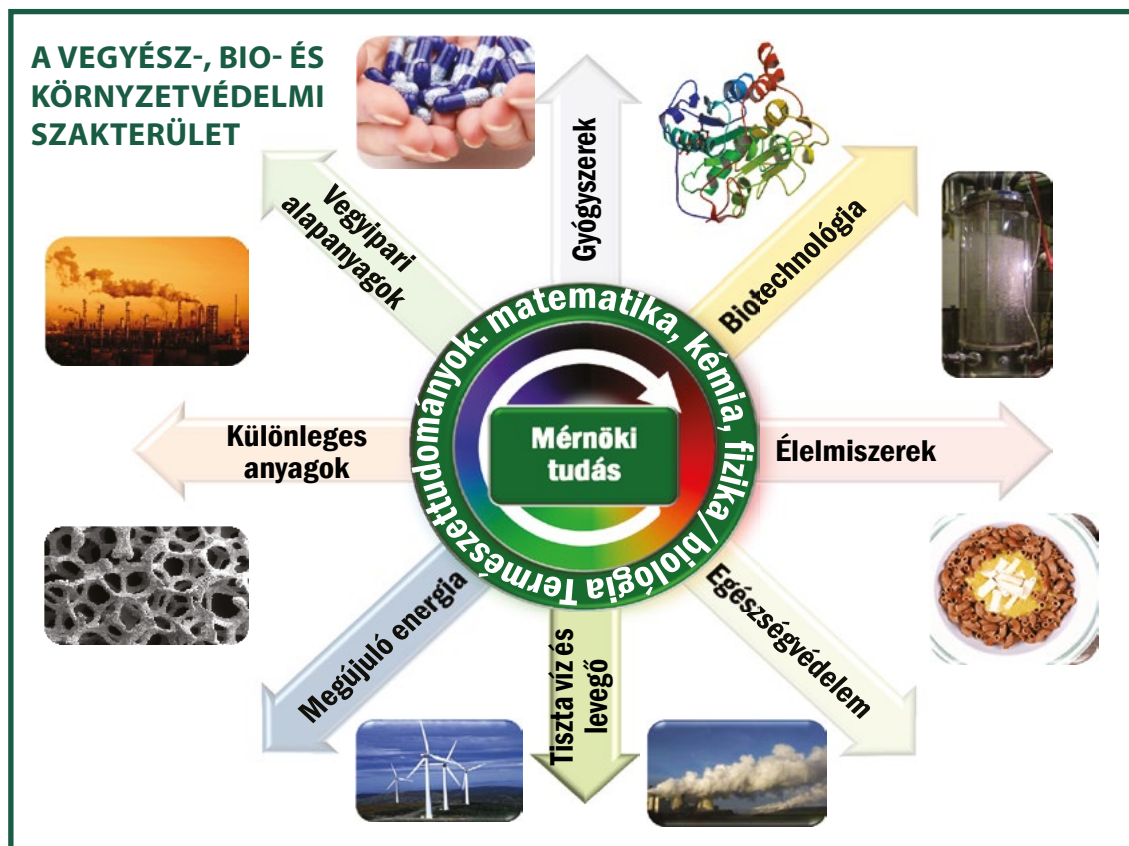 A VEGYÉSZ-, BIO- ÉS
KÖRNYZETVÉDELMI
SZAKTERÜLET
Gyógyszerek
Biotechnológia
Élelmiszerek
Egészségvédelem
Tiszta víz és
levegő
Megújuló energia
Különleges
anyagok
Vegyipari
alapanyagok
Természettudományok: matematika, kémia, fizika/biológia
Mérnöki
tudás